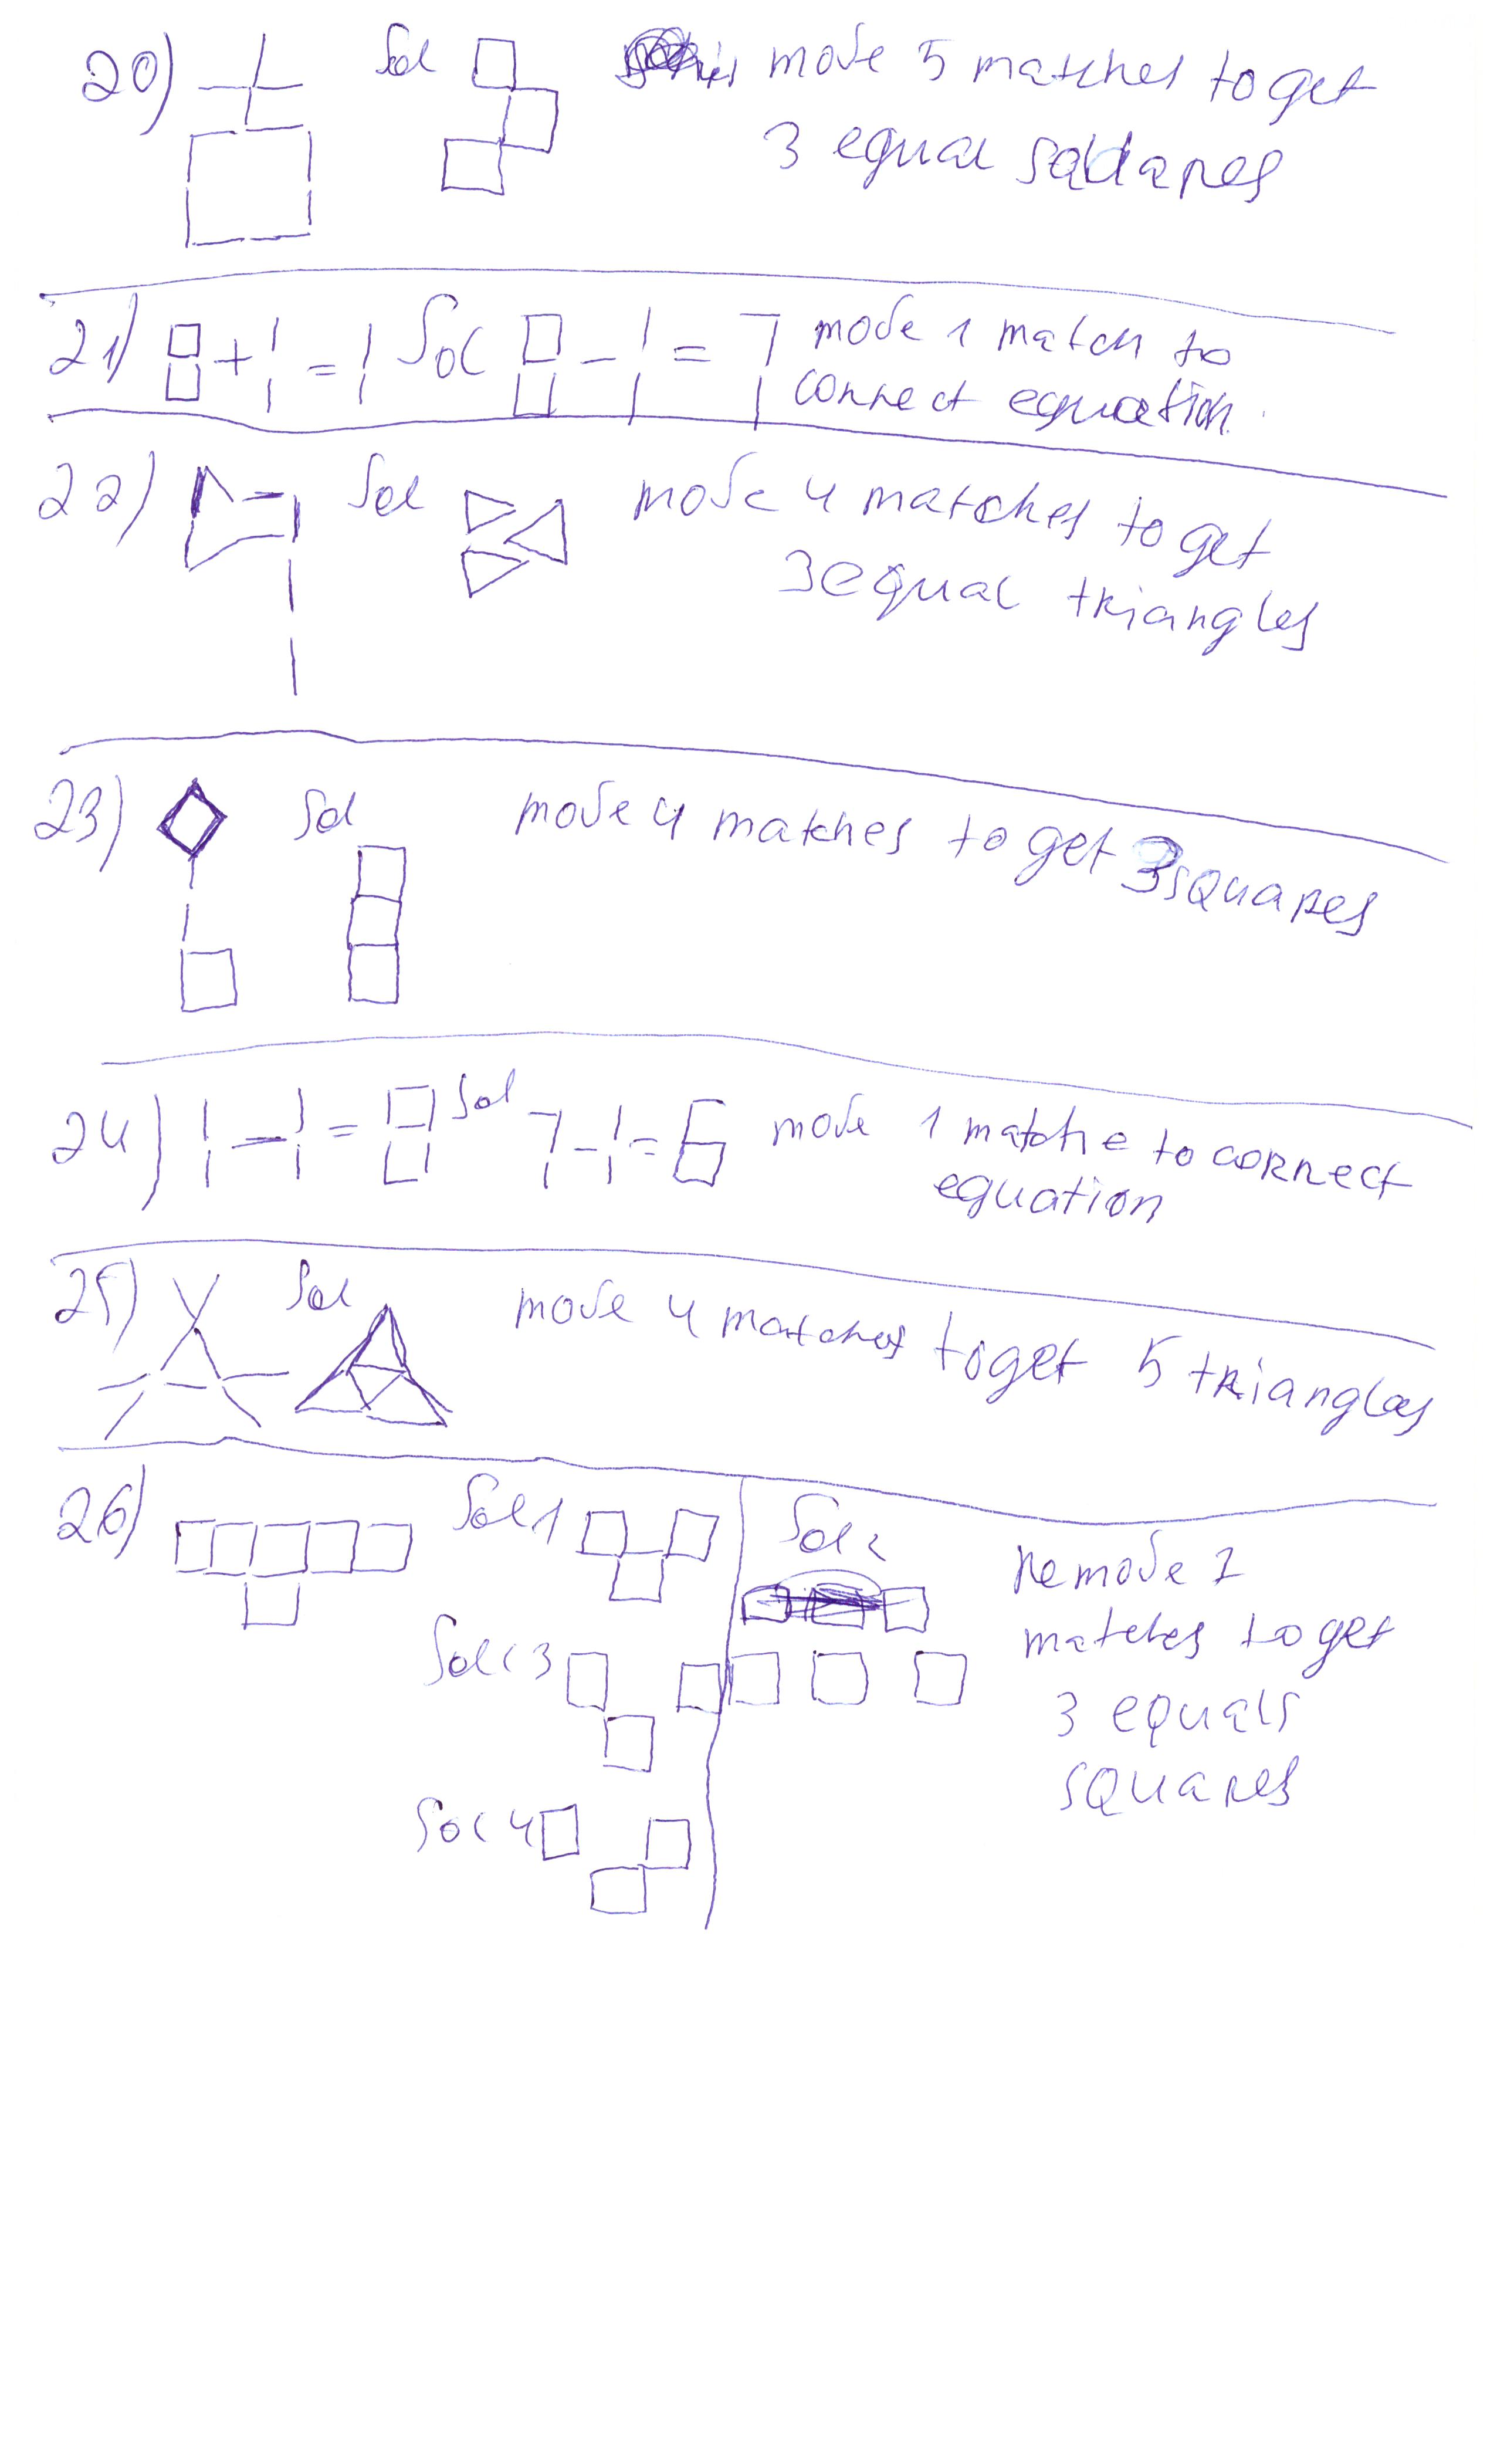 20) Sol move 5 matches to get
3 equal squares
21) 8+1=1 Sol 8-1=7 move 1 match to
correct equation.
22) Sol move 4 matches to get
3 equal triangles
23) Sol move 4 matches to get 3 squares
24) 1-1=8 Sol 7-1=6 move 1 matche to correct
equation
25) Sol move 4 matches to get 5 triangles
26) Sol 1 Sol 2 Remove 7
matches to get
Sol 3
3 equals
squares
Sol 4